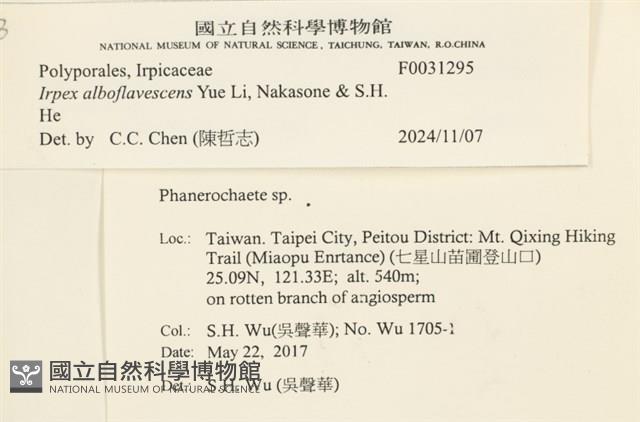 3
國立自然科學博物館
NATIONAL MUSEUM OF NATURAL SCIENCE, TAICHUNG, TAIWAN, R.O.CHINA
Polyporales, Irpicaceae F0031295
Irpex alboflavescens Yue Li, Nakasone & S.H.
He
Det. by C.C. Chen (陳哲志) 2024/11/07
Phanerochaete sp.
Loc.: Taiwan. Taipei City, Peitou District: Mt. Qixing Hiking
Trail (Miaopu Enrtance) (七星山苗圃登山口)
25.09N, 121.33E; alt. 540m;
on rotten branch of angiosperm
Col.: S.H. Wu(吳聲華); No. Wu 1705-1
Date: May 22, 2017
Det.: S.H. Wu (吳聲華)
國立自然科學博物館
NATIONAL MUSEUM OF NATURAL SCIENCE